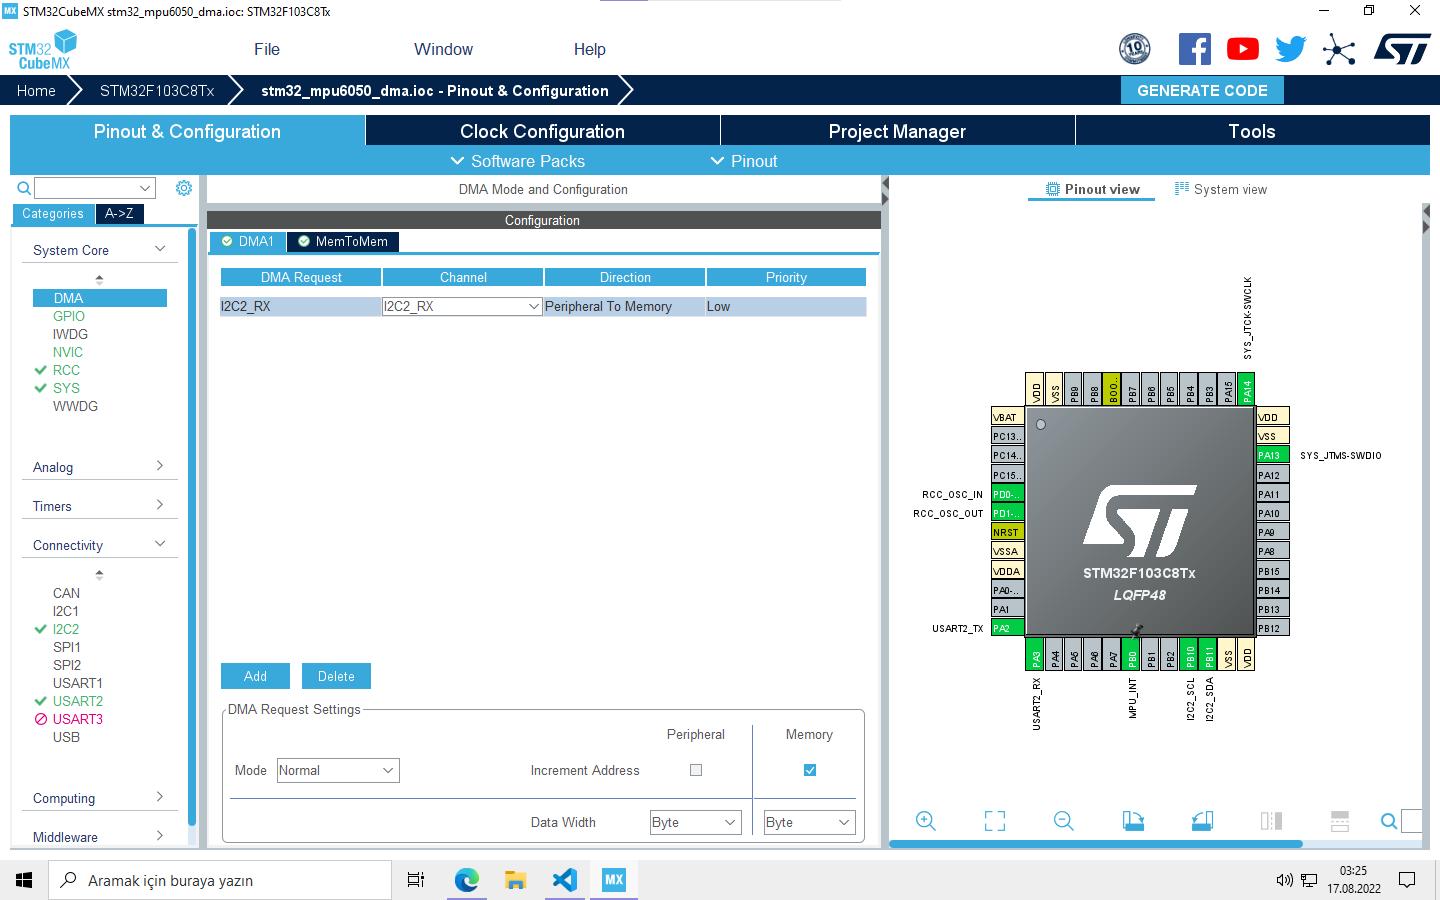 STM32CubeMX stm32_mpu6050_dma.ioc: STM32F103C8Tx
STM32
CubeMX
File
Window
Help
10
Home
STM32F103C8Tx
stm32_mpu6050_dma.ioc - Pinout & Configuration
GENERATE CODE
Pinout & Configuration
Clock Configuration
Project Manager
Tools
Software Packs
Pinout
Categories
A->Z
System Core
DMA
GPIO
IWDG
NVIC
RCC
SYS
WWDG
Analog
Timers
Connectivity
CAN
I2C1
I2C2
SPI1
SPI2
USART1
USART2
USART3
USB
Computing
Middleware
DMA Mode and Configuration
Configuration
DMA1
MemToMem
DMA Request
Channel
Direction
Priority
I2C2_RX
I2C2_RX
Peripheral To Memory
Low
Add
Delete
DMA Request Settings
Peripheral
Memory
Mode
Normal
Increment Address
Data Width
Byte
Byte
Pinout view
System view
SYS_JTCK-SWCLK
VDD
VSS
PB9
PB8
BOO..
PB7
PB6
PB5
PB4
PB3
PA15
PA14
VBAT
PC13..
PC14..
PC15..
RCC_OSC_IN
PD0-..
RCC_OSC_OUT
PD1-..
NRST
VSSA
VDDA
PA0-..
PA1
USART2_TX
PA2
VDD
VSS
PA13
SYS_JTMS-SWDIO
PA12
PA11
PA10
PA9
PA8
PB15
PB14
PB13
PB12
STM32F103C8Tx
LQFP48
PA3
PA4
PA5
PA6
PA7
PB0
PB1
PB2
PB10
PB11
VSS
VDD
USART2_RX
MPU_INT
I2C2_SCL
I2C2_SDA
Aramak için buraya yazın
MX
03:25
17.08.2022